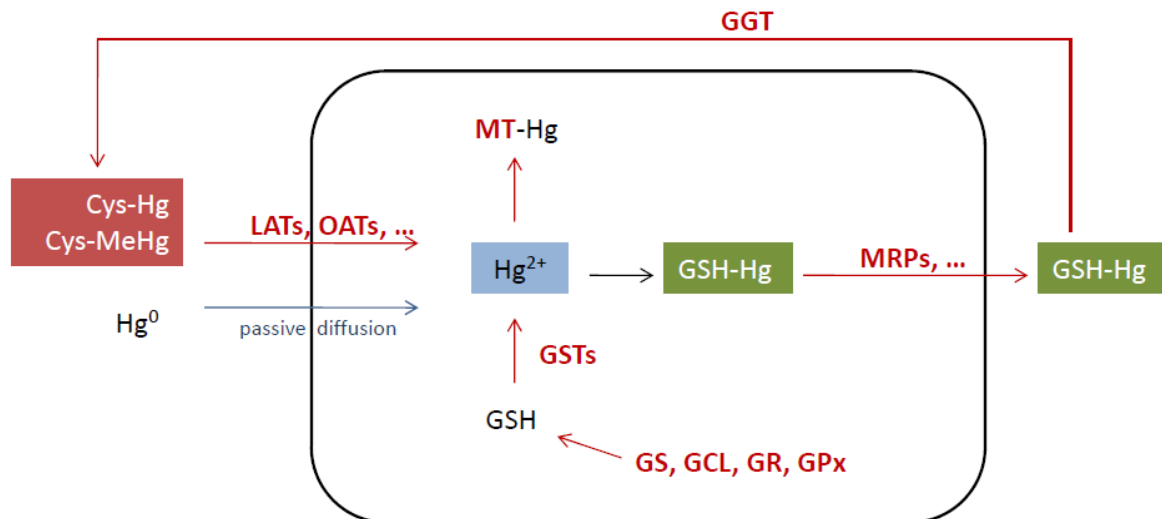 GGT
MT-Hg
Cys-Hg
Cys-MeHg
LATs, OATs, ...
Hg²⁺
GSH-Hg
MRPs, ...
GSH-Hg
Hg⁰
passive diffusion
GSTs
GSH
GS, GCL, GR, GPx